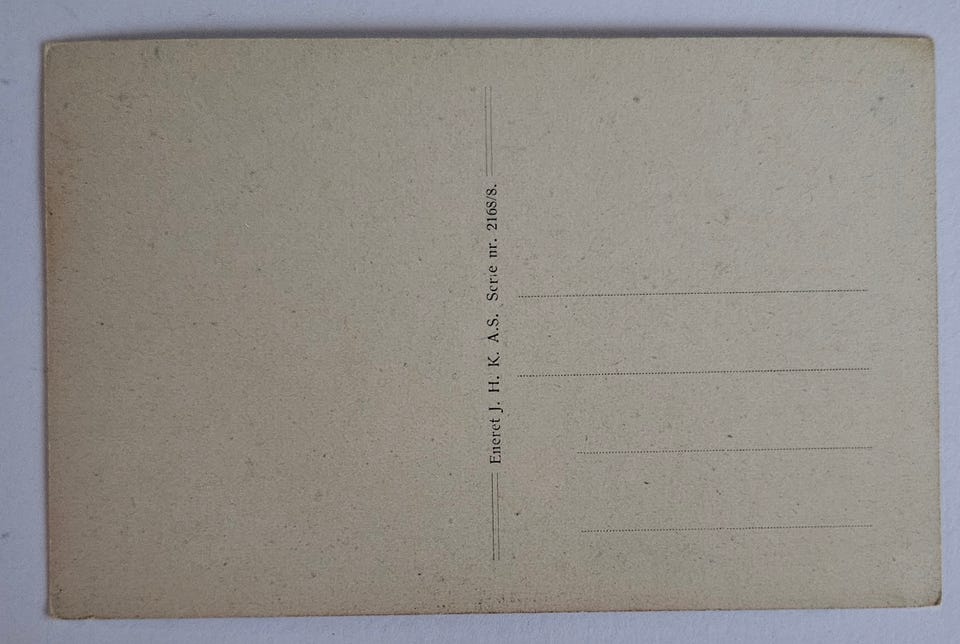 Eneret J. H. K. A.S. Serie nr. 2168/8.